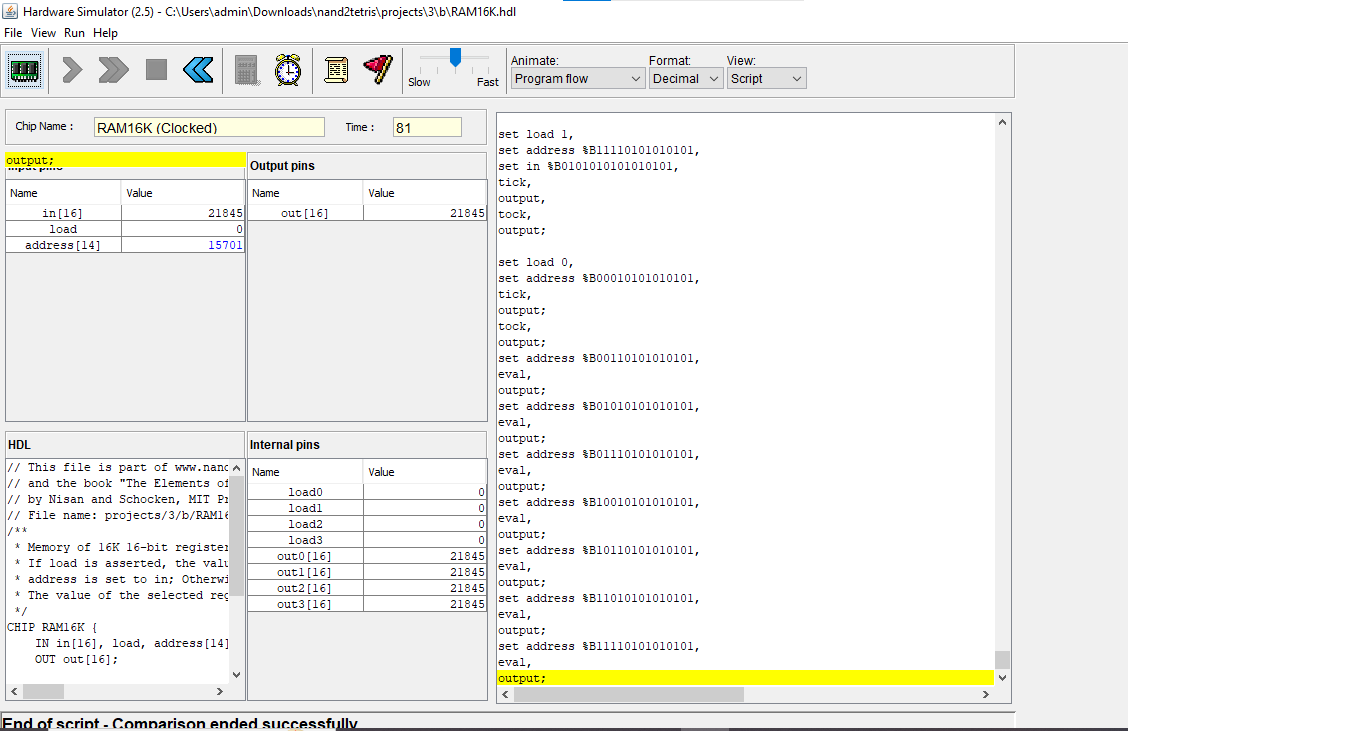 Hardware Simulator (2.5) - C:\Users\admin\Downloads\nand2tetris\projects\3\b\RAM16K.hdl
File View Run Help
Slow Fast
Animate: Format: View:
Program flow Decimal Script
Chip Name : RAM16K (Clocked) Time : 81
output;
Input pins
Name Value
in[16] 21845
load 0
address[14] 15701
Output pins
Name Value
out[16] 21845
HDL
// This file is part of www.nand
// and the book "The Elements of
// by Nisan and Schocken, MIT Pr
// File name: projects/3/b/RAM16
/**
* Memory of 16K 16-bit register
* If load is asserted, the valu
* address is set to in; Otherwi
* The value of the selected reg
*/
CHIP RAM16K {
IN in[16], load, address[14]
OUT out[16];
Internal pins
Name Value
load0 0
load1 0
load2 0
load3 0
out0[16] 21845
out1[16] 21845
out2[16] 21845
out3[16] 21845
set load 1,
set address %B11110101010101,
set in %B0101010101010101,
tick,
output,
tock,
output;
set load 0,
set address %B00010101010101,
tick,
output;
tock,
output;
set address %B00110101010101,
eval,
output;
set address %B01010101010101,
eval,
output;
set address %B01110101010101,
eval,
output;
set address %B10010101010101,
eval,
output;
set address %B10110101010101,
eval,
output;
set address %B11010101010101,
eval,
output;
set address %B11110101010101,
eval,
output;
End of script - Comparison ended successfully